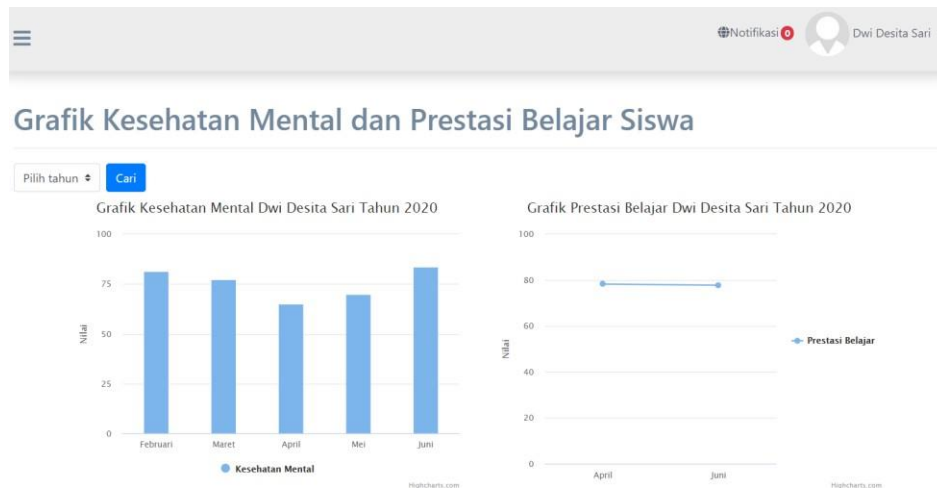 Notifikasi 0 Dwi Desita Sari
Grafik Kesehatan Mental dan Prestasi Belajar Siswa
Pilih tahun Cari
Grafik Kesehatan Mental Dwi Desita Sari Tahun 2020
100
75
50
25
0
Nilai
Februari Maret April Mei Juni
Kesehatan Mental
Highcharts.com
Grafik Prestasi Belajar Dwi Desita Sari Tahun 2020
100
80
60
40
20
0
Nilai
April Juni
Prestasi Belajar
Highcharts.com